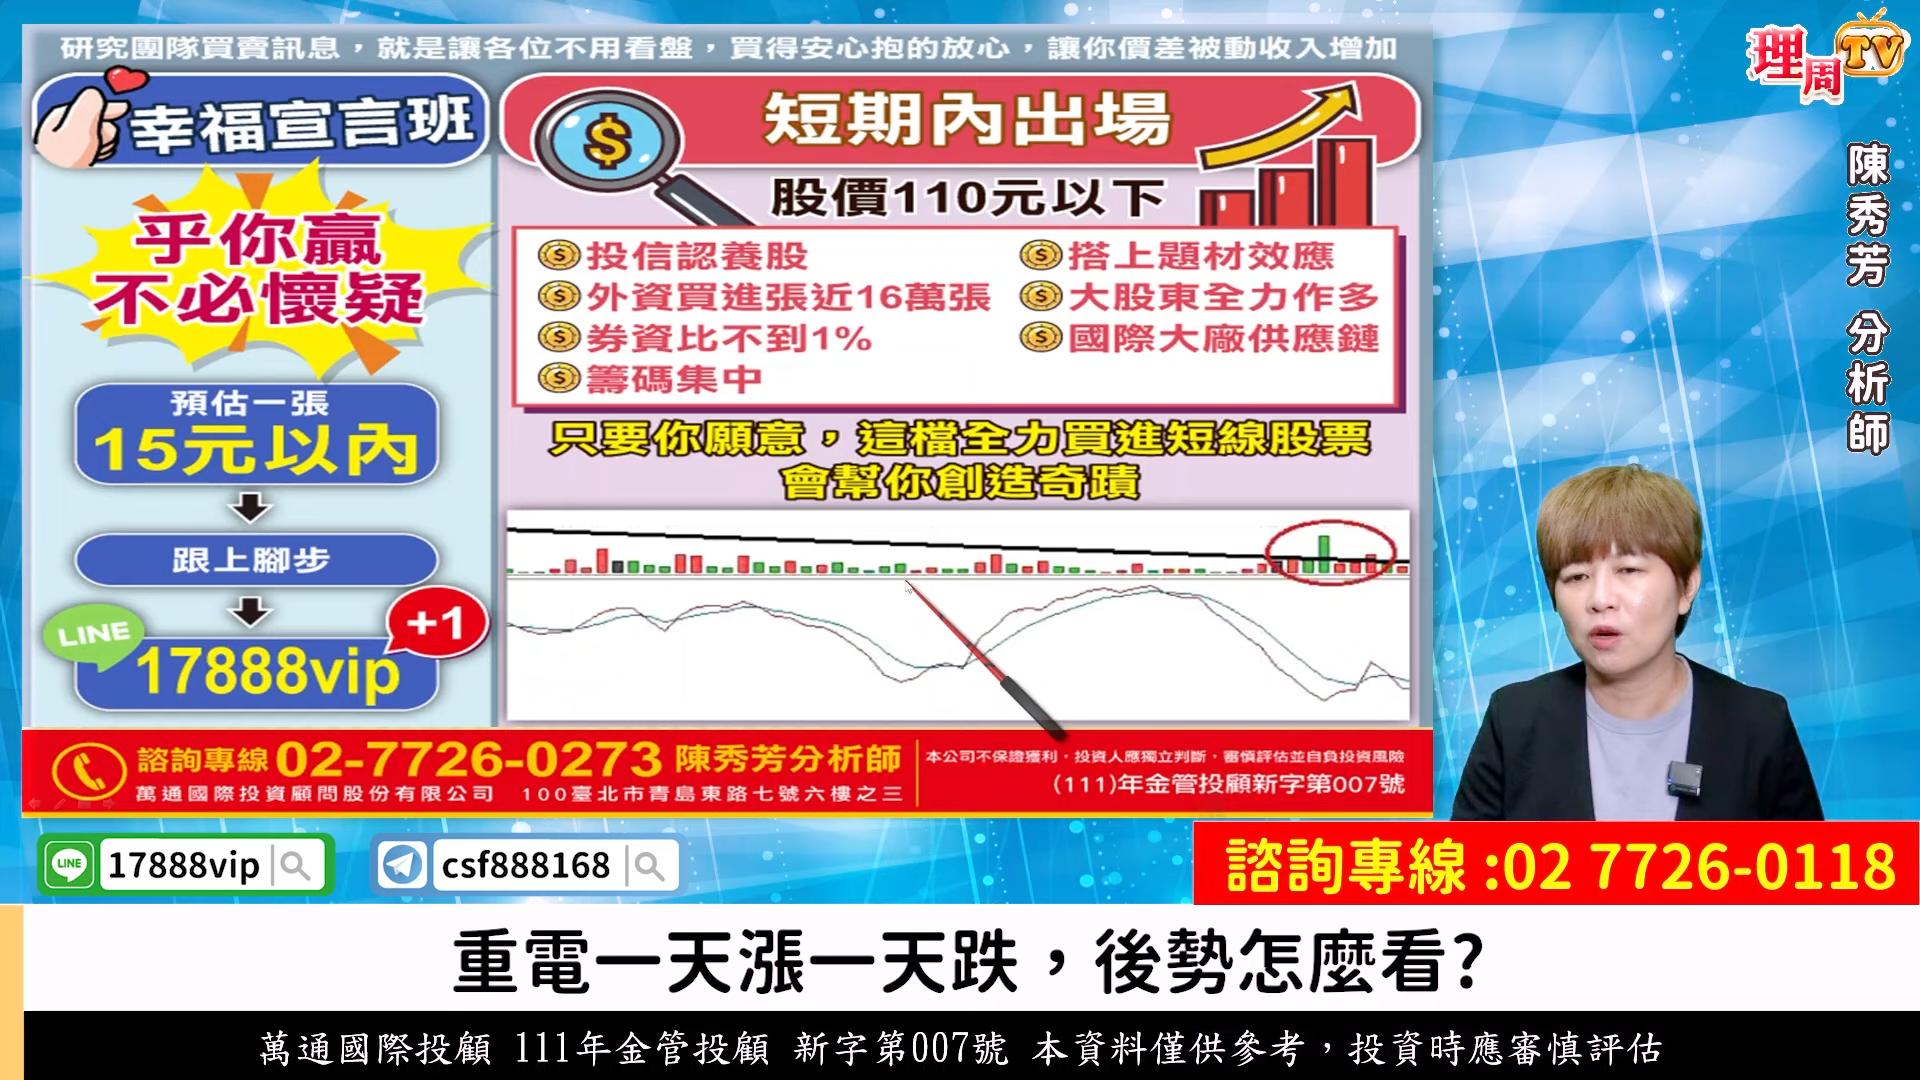 研究團隊買賣訊息，就是讓各位不用看盤，買得安心抱的放心，讓你價差被動收入增加
理周TV
幸福宣言班
乎你贏
不必懷疑
預估一張
15元以內
跟上腳步
LINE
+1
17888vip
短期內出場
股價110元以下
投信認養股
外資買進張近16萬張
券資比不到1%
籌碼集中
搭上題材效應
大股東全力作多
國際大廠供應鏈
只要你願意，這檔全力買進短線股票
會幫你創造奇蹟
陳秀芳 分析師
諮詢專線 02-7726-0273 陳秀芳分析師
萬通國際投資顧問股份有限公司 100臺北市青島東路七號六樓之三
本公司不保證獲利，投資人應獨立判斷，審慎評估並自負投資風險
(111)年金管投顧新字第007號
LINE 17888vip
csf888168
諮詢專線 :02 7726-0118
重電一天漲一天跌，後勢怎麼看?
萬通國際投顧 111年金管投顧 新字第007號 本資料僅供參考，投資時應審慎評估